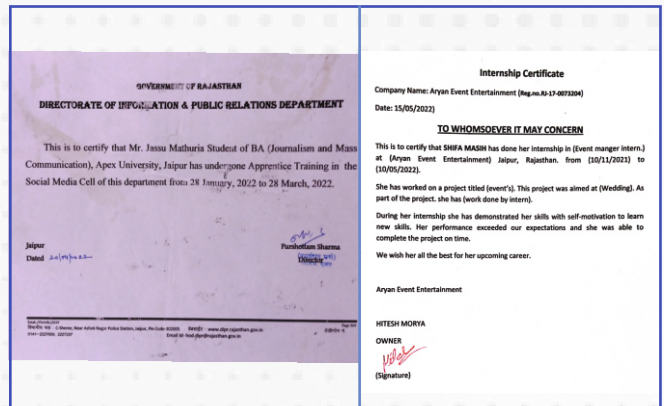 GOVERNMENT OF RAJASTHAN
DIRECTORATE OF INFORMATION & PUBLIC RELATIONS DEPARTMENT
This is to certify that Mr. Jassu Mathuria Student of BA (Journalism and Mass
Communication), Apex University, Jaipur has undergone Apprentice Training in the
Social Media Cell of this department from 28 January, 2022 to 28 March, 2022.
Jaipur
Dated
Purshottam Sharma
Director
Internship Certificate
Company Name: Aryan Event Entertainment (Reg.no.RJ-17-0073204)
Date: 15/05/2022)
TO WHOMSOEVER IT MAY CONCERN
This is to certify that SHIFA MASIH has done her internship in (Event manger intern.)
at (Aryan Event Entertainment) Jaipur, Rajasthan. from (10/11/2021) to
(10/05/2022).
She has worked on a project titled (event's). This project was aimed at (Wedding). As
part of the project. she has (work done by intern).
During her internship she has demonstrated her skills with self-motivation to learn
new skills. Her performance exceeded our expectations and she was able to
complete the project on time.
We wish her all the best for her upcoming career.
Aryan Event Entertainment
HITESH MORYA
OWNER
(Signature)